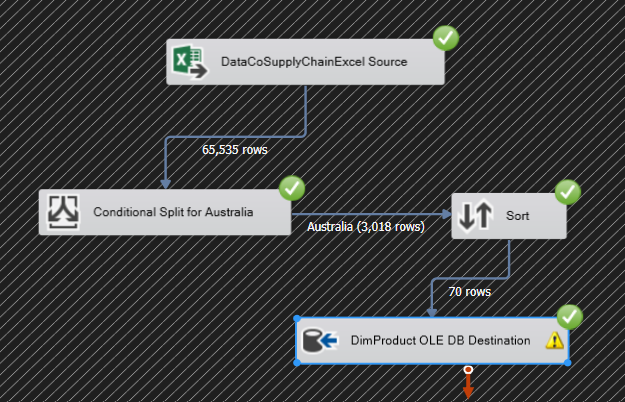 DataCoSupplyChainExcel Source
65,535 rows
Conditional Split for Australia
Australia (3,018 rows)
Sort
70 rows
DimProduct OLE DB Destination